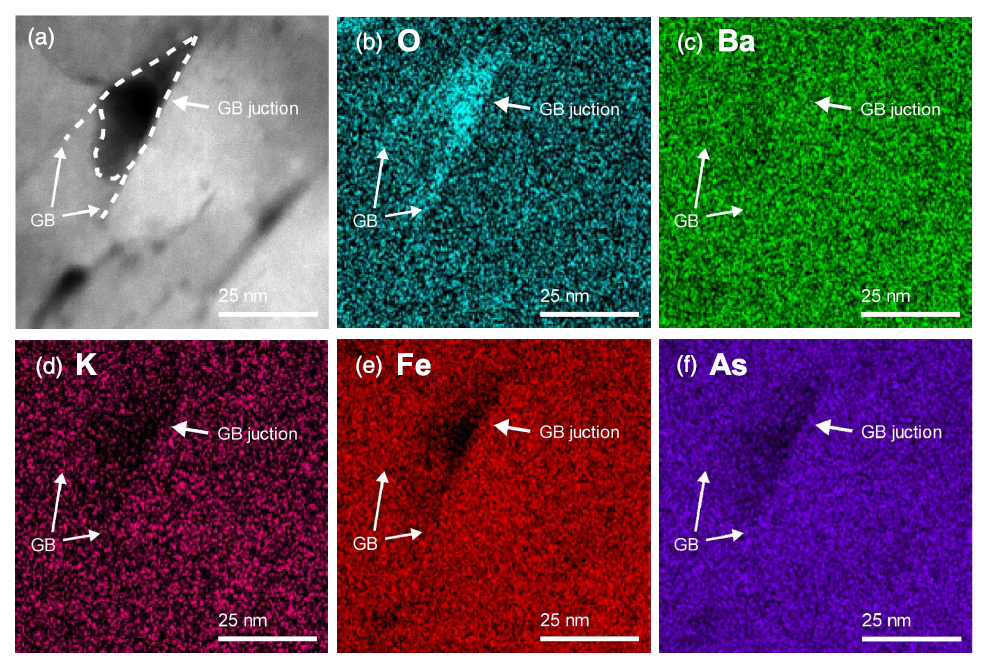 (a)
GB juction
GB
25 nm
(b) O
GB juction
GB
25 nm
(c) Ba
GB juction
GB
25 nm
(d) K
GB juction
GB
25 nm
(e) Fe
GB juction
GB
25 nm
(f) As
GB juction
GB
25 nm